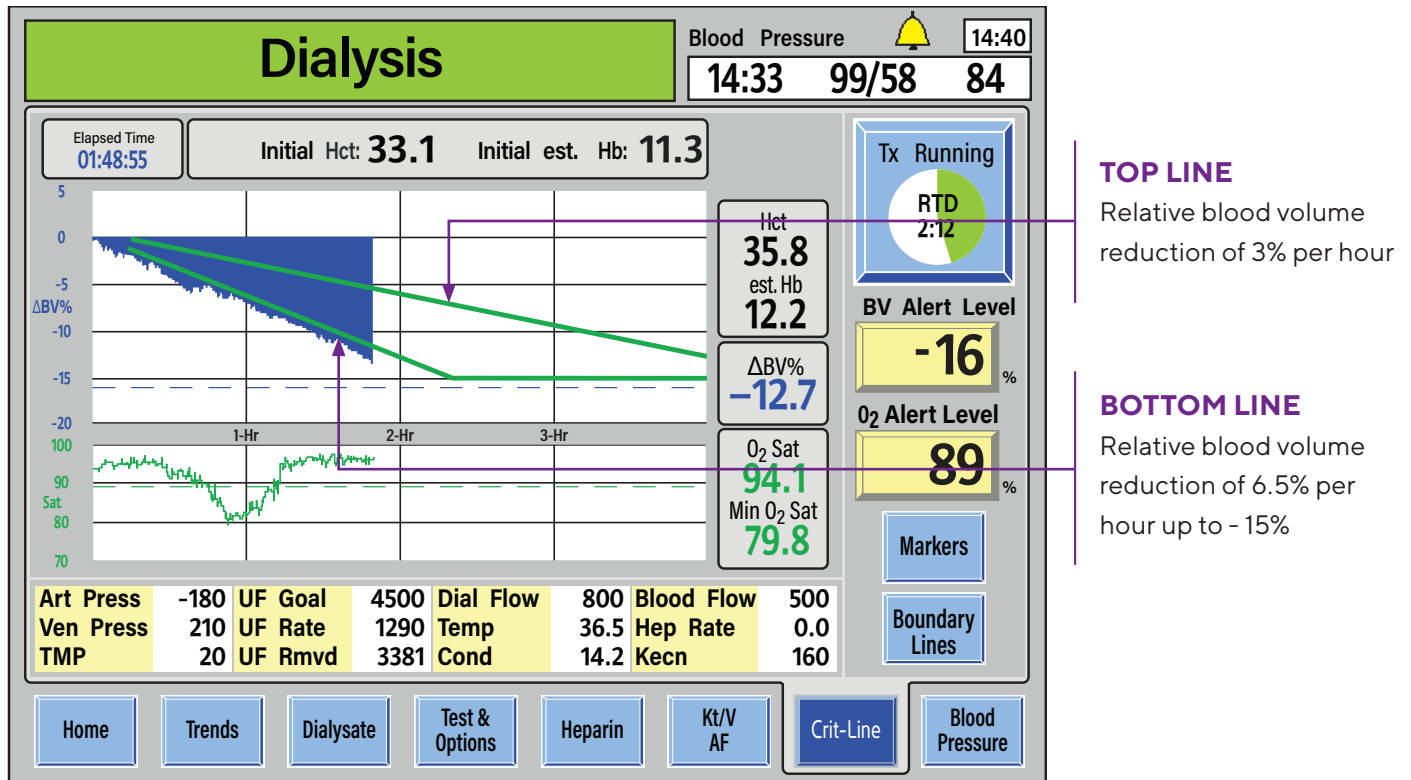 Dialysis
Blood Pressure
14:40
14:33 99/58 84
Elapsed Time
01:48:55
Initial Hct: 33.1 Initial est. Hb: 11.3
5
0
-5
ΔBV%
-10
-15
-20
1-Hr 2-Hr 3-Hr
100
90
Sat
80
70
Hct
35.8
est. Hb
12.2
ΔBV%
–12.7
O2 Sat
94.1
Min O2 Sat
79.8
Tx Running
RTD
2:12
BV Alert Level
-16 %
O2 Alert Level
89 %
Markers
Boundary
Lines
Art Press -180 UF Goal 4500 Dial Flow 800 Blood Flow 500
Ven Press 210 UF Rate 1290 Temp 36.5 Hep Rate 0.0
TMP 20 UF Rmvd 3381 Cond 14.2 Kecn 160
Home
Trends
Dialysate
Test &
Options
Heparin
Kt/V
AF
Crit-Line
Blood
Pressure
TOP LINE
Relative blood volume
reduction of 3% per hour
BOTTOM LINE
Relative blood volume
reduction of 6.5% per
hour up to - 15%